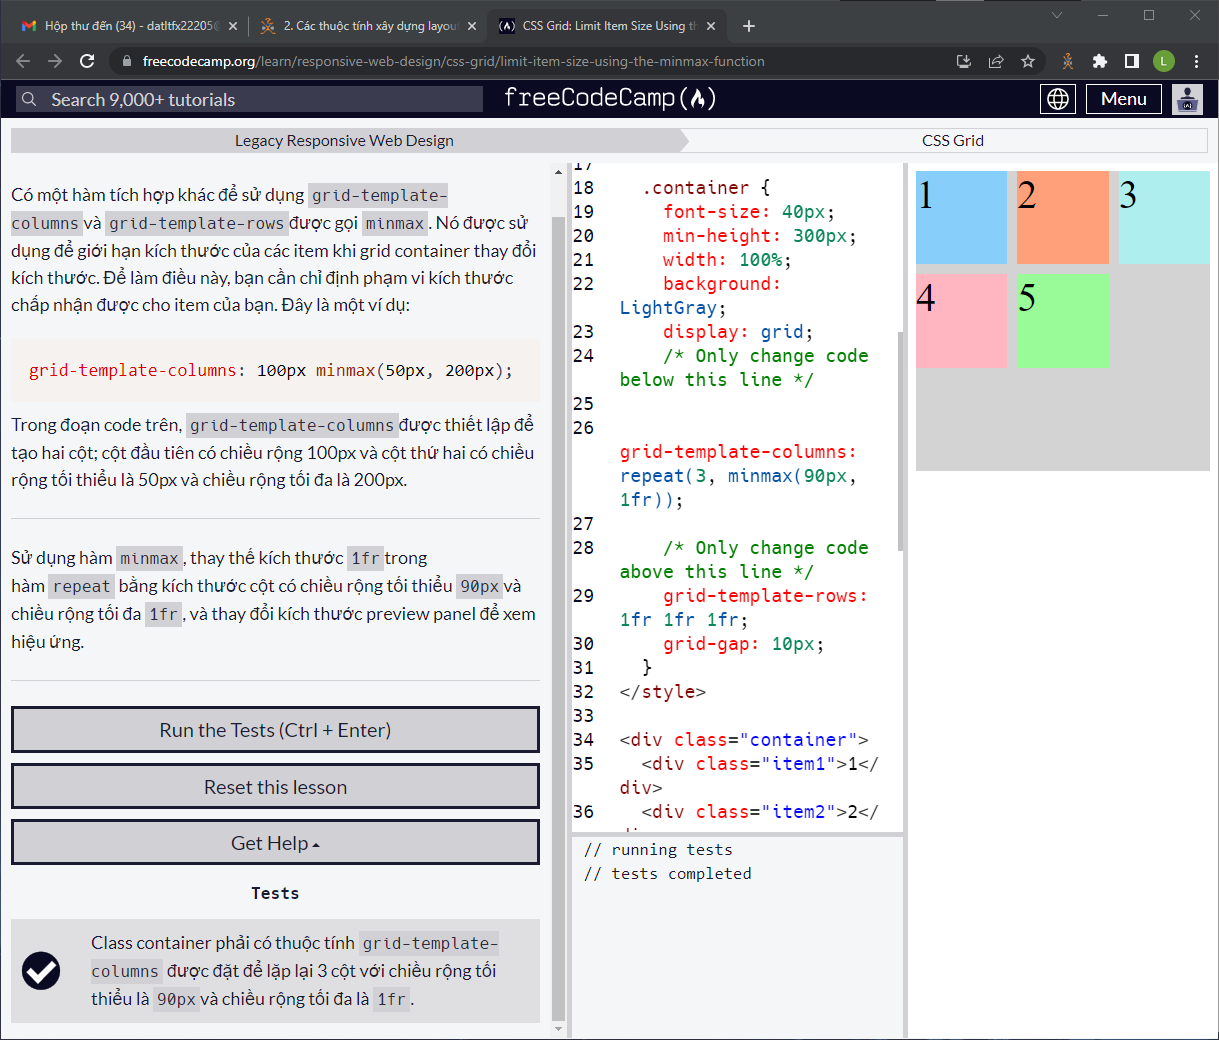 Hộp thư đến (34) - datltfx22205@
2. Các thuộc tính xây dựng layout
CSS Grid: Limit Item Size Using th
freecodecamp.org/learn/responsive-web-design/css-grid/limit-item-size-using-the-minmax-function
L
Search 9,000+ tutorials
freeCodeCamp
Menu
Legacy Responsive Web Design
CSS Grid
Có một hàm tích hợp khác để sử dụng grid-template-
columns và grid-template-rows được gọi minmax. Nó được sử
dụng để giới hạn kích thước của các item khi grid container thay đổi
kích thước. Để làm điều này, bạn cần chỉ định phạm vi kích thước
chấp nhận được cho item của bạn. Đây là một ví dụ:
grid-template-columns: 100px minmax(50px, 200px);
Trong đoạn code trên, grid-template-columns được thiết lập để
tạo hai cột; cột đầu tiên có chiều rộng 100px và cột thứ hai có chiều
rộng tối thiểu là 50px và chiều rộng tối đa là 200px.
Sử dụng hàm minmax, thay thế kích thước 1fr trong
hàm repeat bằng kích thước cột có chiều rộng tối thiểu 90px và
chiều rộng tối đa 1fr, và thay đổi kích thước preview panel để xem
hiệu ứng.
Run the Tests (Ctrl + Enter)
Reset this lesson
Get Help
Tests
Class container phải có thuộc tính grid-template-
columns được đặt để lặp lại 3 cột với chiều rộng tối
thiểu là 90px và chiều rộng tối đa là 1fr.
17
18 .container {
19 font-size: 40px;
20 min-height: 300px;
21 width: 100%;
22 background:
LightGray;
23 display: grid;
24 /* Only change code
below this line */
25
26
grid-template-columns:
repeat(3, minmax(90px,
1fr));
27
28 /* Only change code
above this line */
29 grid-template-rows:
1fr 1fr 1fr;
30 grid-gap: 10px;
31 }
32 </style>
33
34 <div class="container">
35 <div class="item1">1</
div>
36 <div class="item2">2</
// running tests
// tests completed
1 2 3
4 5